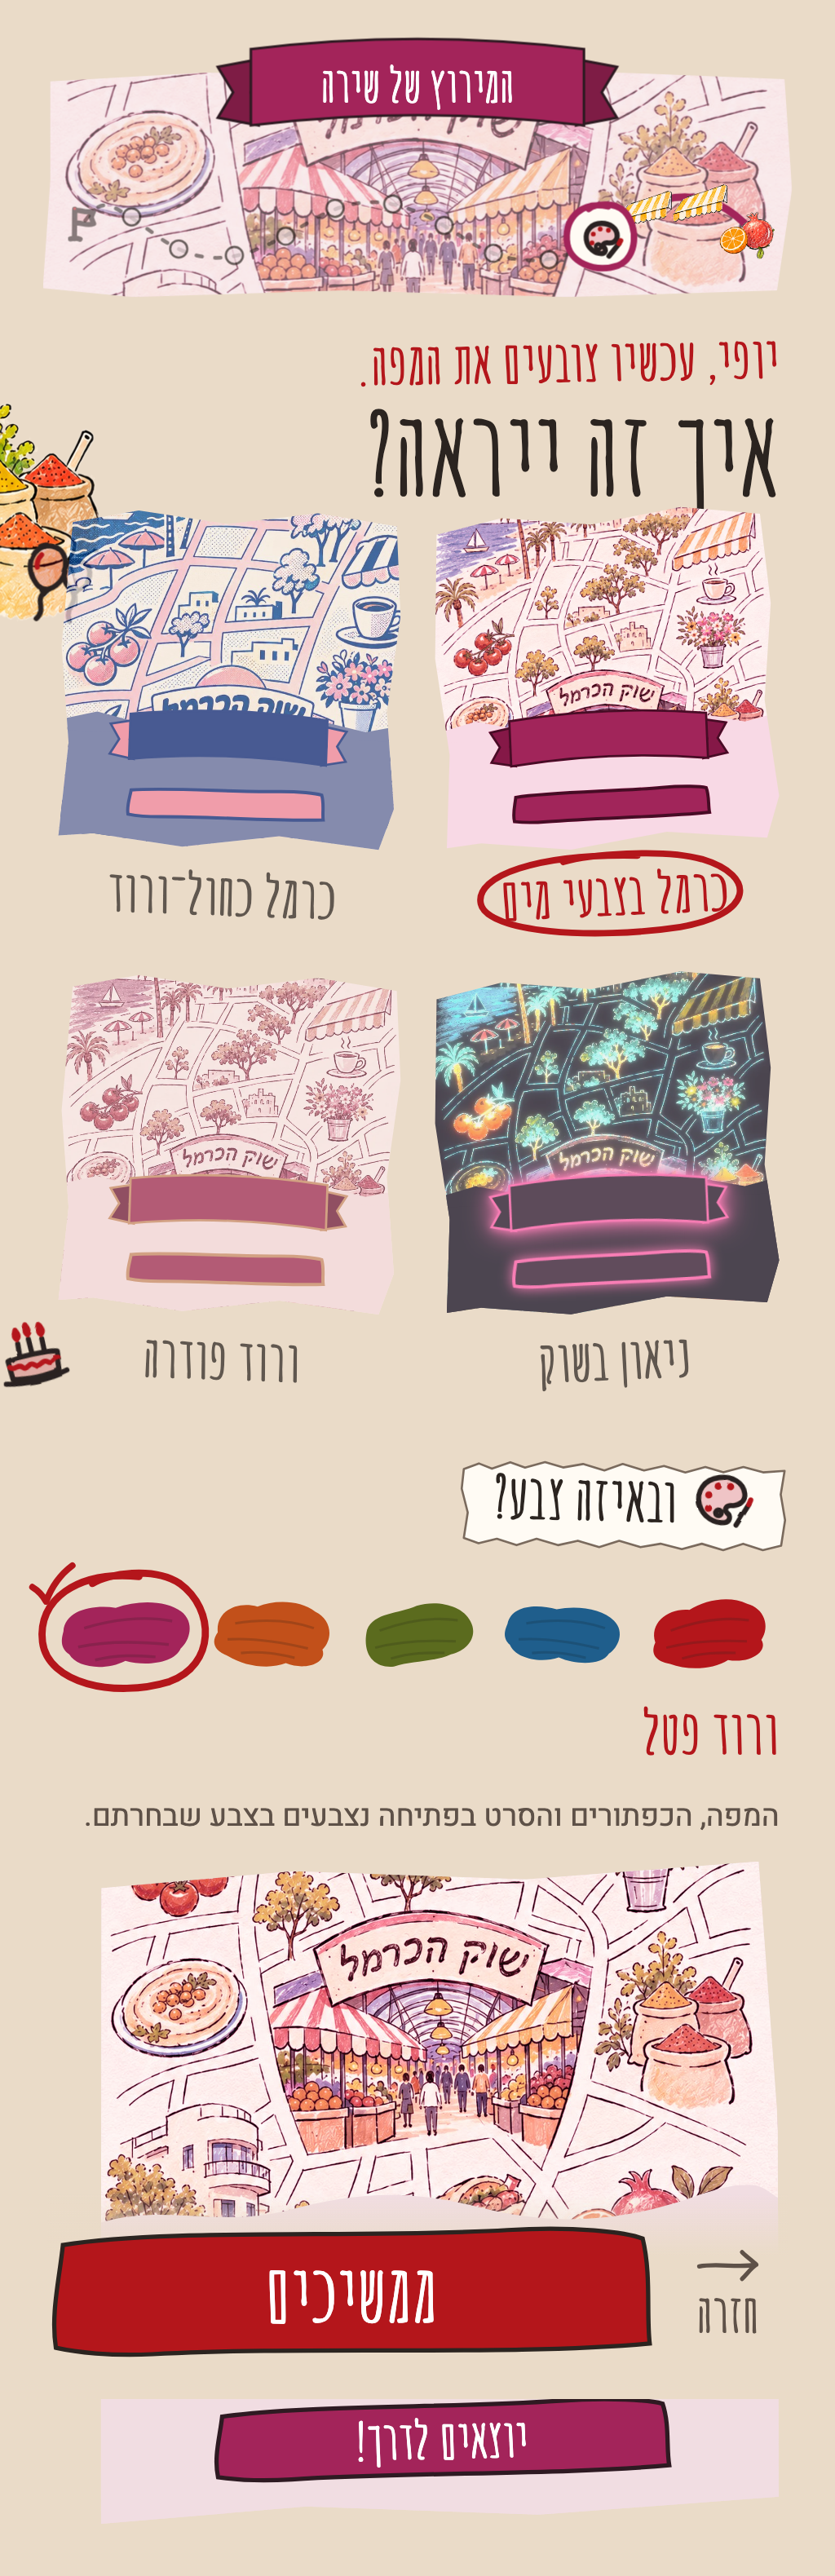 המירוץ של שירה
יופי, עכשיו צובעים את המפה.
איך זה ייראה?
שוק הכרמל
שוק הכרמל
כרמל בצבעי מים
כרמל כחול־ורוד
שוק הכרמל
שוק הכרמל
ניאון בשוק
ורוד פודרה
ובאיזה צבע?
ורוד פטל
המפה, הכפתורים והסרט בפתיחה נצבעים בצבע שבחרתם.
שוק הכרמל
חזרה
ממשיכים
יוצאים לדרך!